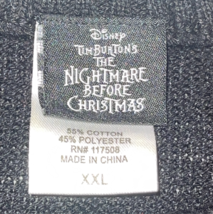 Disney
TIM BURTON'S
THE
NIGHTMARE
BEFORE
CHRISTMAS
55% COTTON
45% POLYESTER
RN# 117508
MADE IN CHINA
XXL